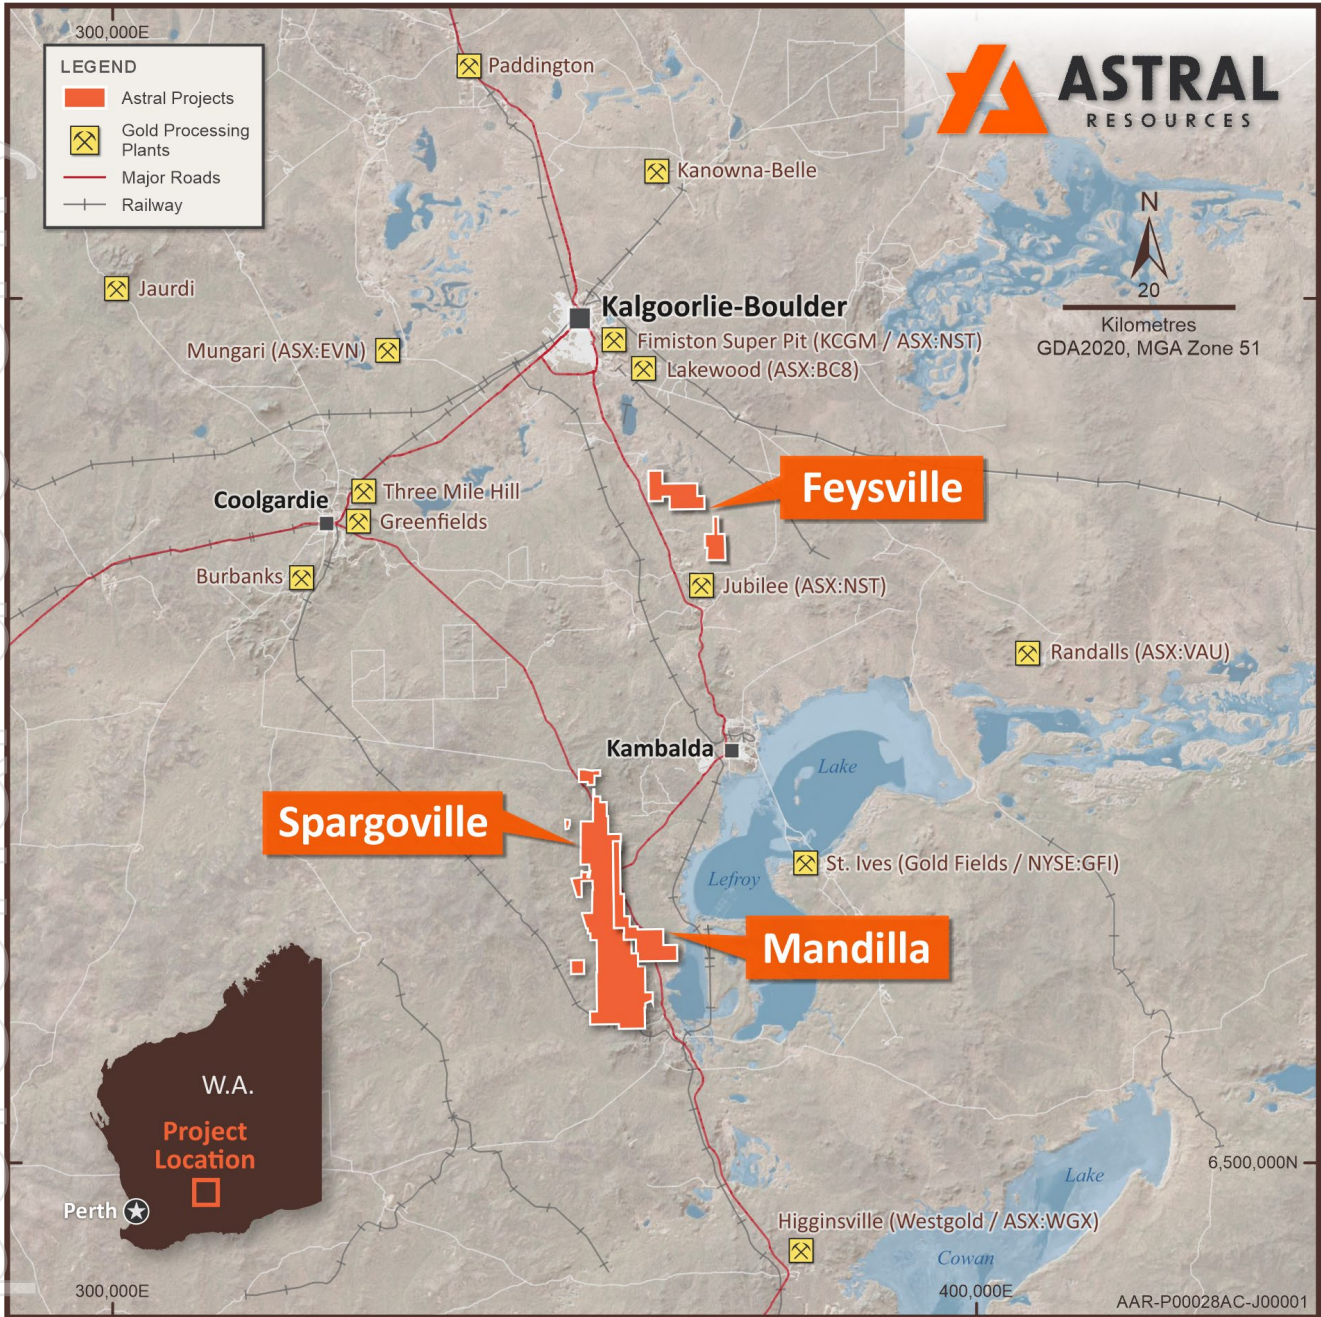 300,000E
LEGEND
Astral Projects
Gold Processing
Plants
Major Roads
Railway
ASTRAL
RESOURCES
Paddington
Kanowna-Belle
N
20
Kilometres
GDA2020, MGA Zone 51
Jaurdi
Kalgoorlie-Boulder
Mungari (ASX:EVN)
Fimiston Super Pit (KCGM / ASX:NST)
Lakewood (ASX:BC8)
Feysville
Coolgardie
Three Mile Hill
Greenfields
Burbanks
Jubilee (ASX:NST)
Randalls (ASX:VAU)
Kambalda
Lake
Spargoville
Lefroy
St. Ives (Gold Fields / NYSE:GFI)
Mandilla
W.A.
Project
Location
Perth
6,500,000N
Lake
Higginsville (Westgold / ASX:WGX)
Cowan
300,000E
400,000E
AAR-P00028AC-J00001